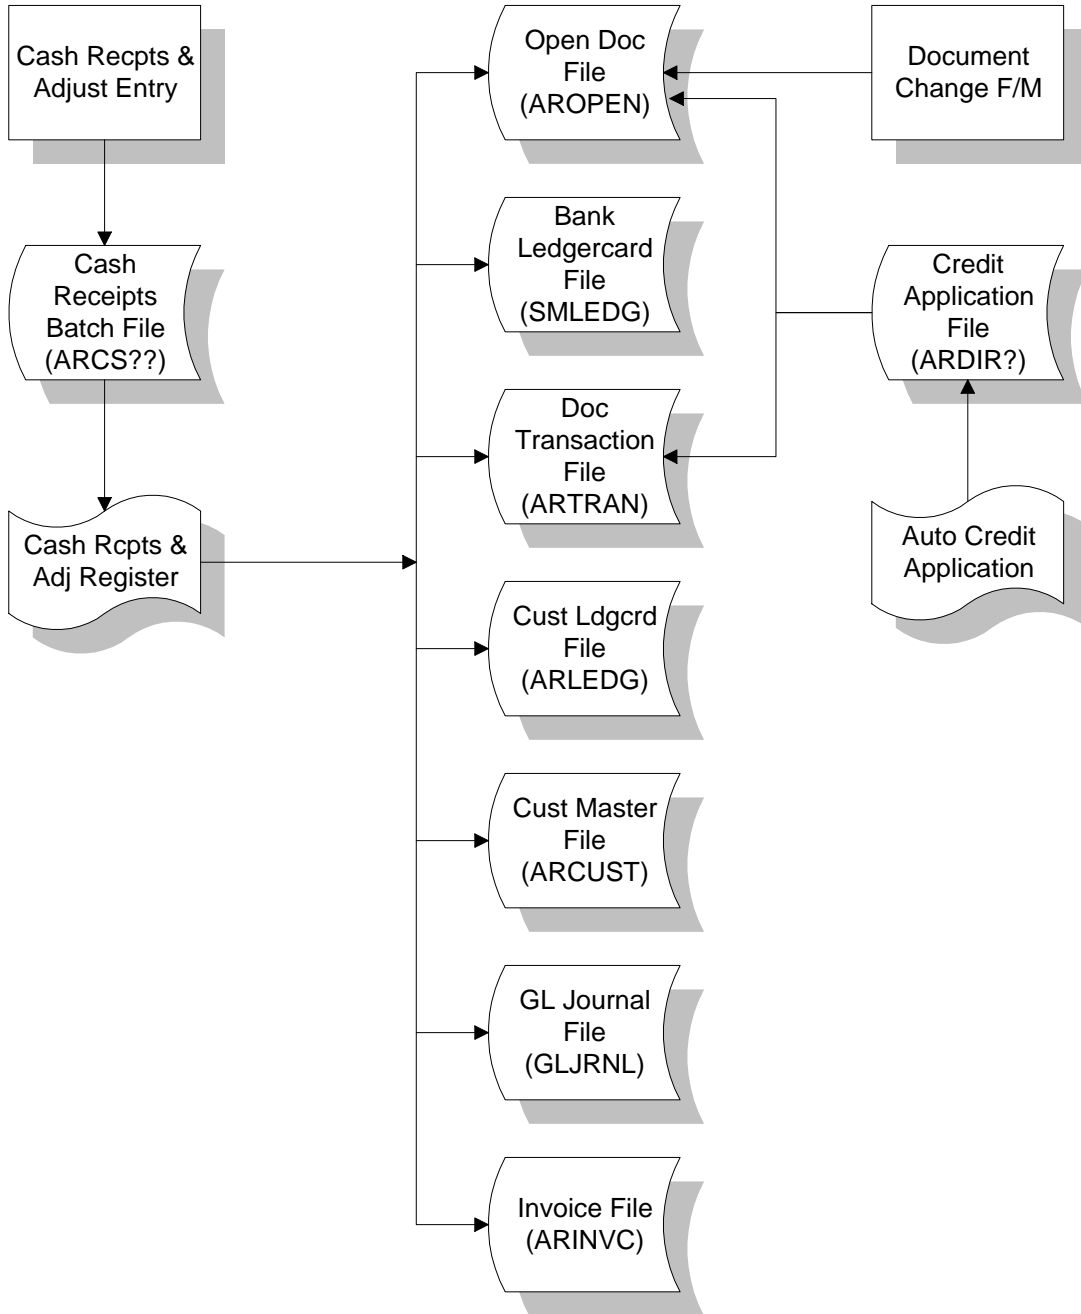 Cash Recpts &
Adjust Entry
Cash
Receipts
Batch File
(ARCS??)
Cash Rcpts &
Adj Register
Open Doc
File
(AROPEN)
Bank
Ledgercard
File
(SMLEDG)
Doc
Transaction
File
(ARTRAN)
Cust Ldgcrd
File
(ARLEDG)
Cust Master
File
(ARCUST)
GL Journal
File
(GLJRNL)
Invoice File
(ARINVC)
Document
Change F/M
Credit
Application
File
(ARDIR?)
Auto Credit
Application